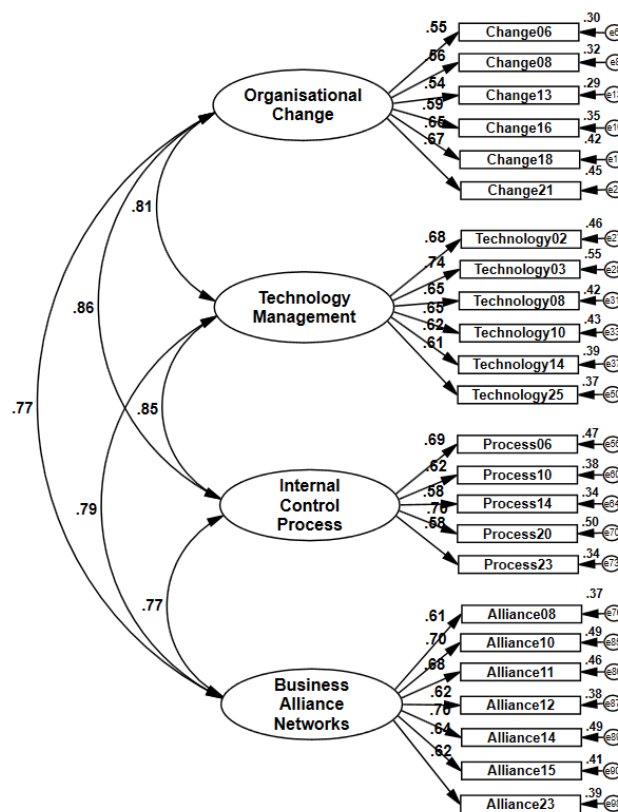 .55
.30
Change06
.56
.32
Change08
.54
.29
Change13
.59
.35
Change16
.65
.42
Change18
.67
.45
Change21
Organisational
Change
.81
.68
.46
Technology02
.74
.55
Technology03
.65
.42
Technology08
.65
.43
Technology10
.62
.39
Technology14
.61
.37
Technology25
Technology
Management
.86
.77
.85
.69
.47
Process06
.62
.38
Process10
.58
.34
Process14
.70
.50
Process20
.58
.34
Process23
Internal
Control
Process
.79
.77
.61
.37
Alliance08
.70
.49
Alliance10
.68
.46
Alliance11
.62
.38
Alliance12
.70
.49
Alliance14
.64
.41
Alliance15
.62
.39
Alliance23
Business
Alliance
Networks